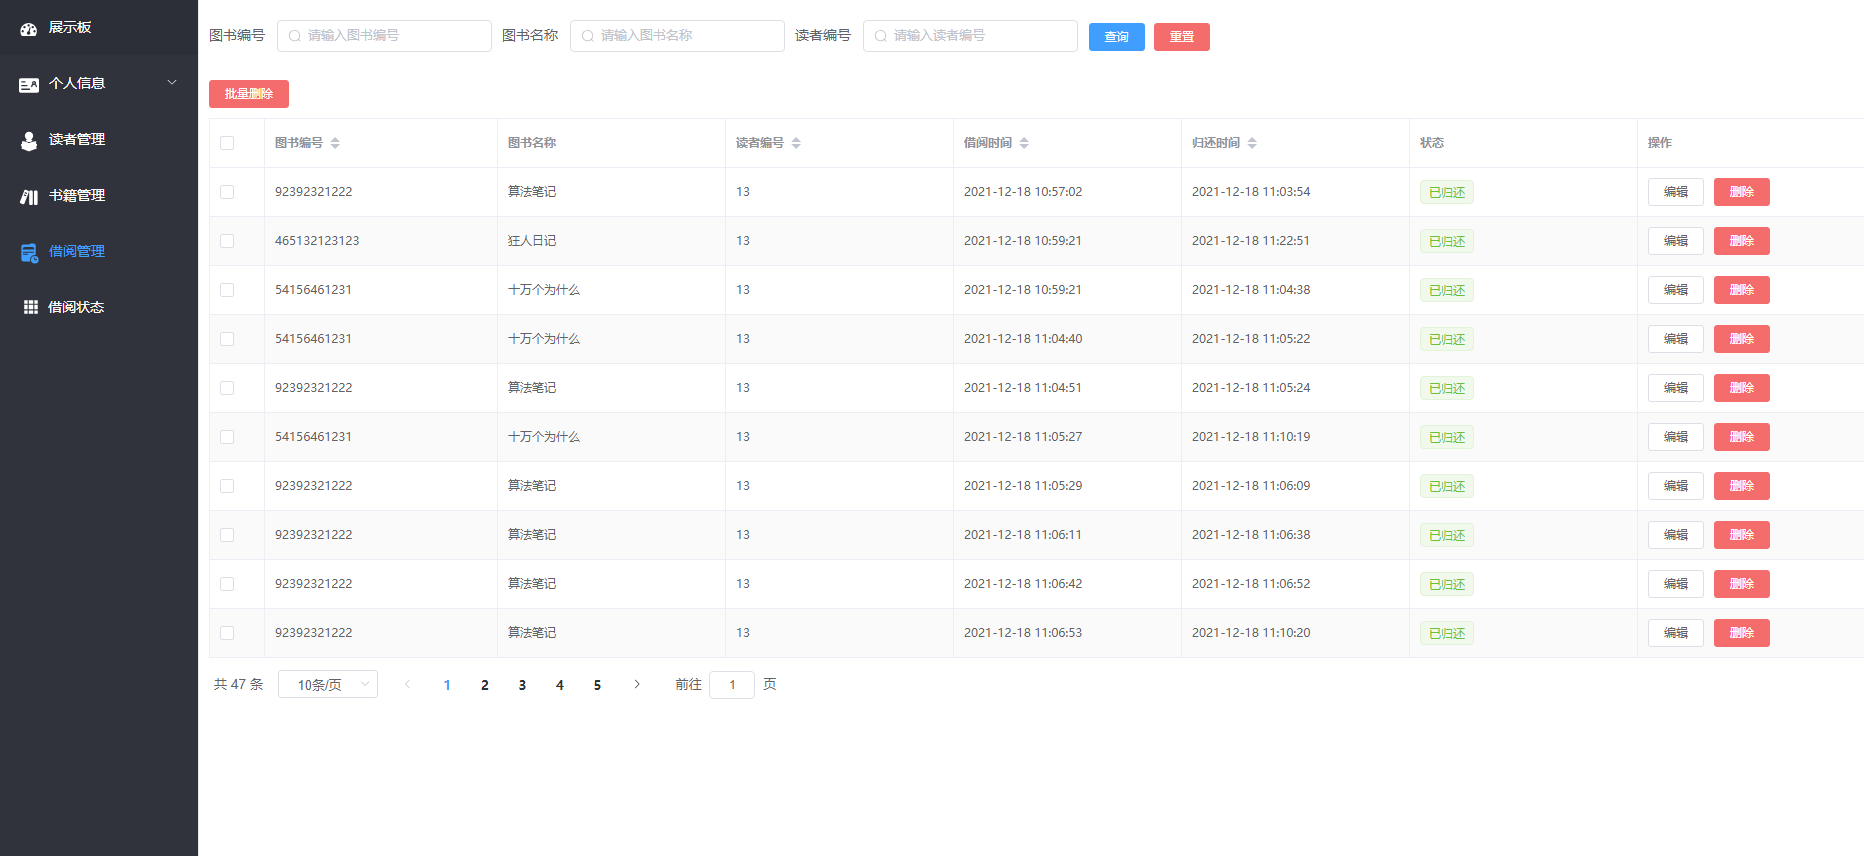 展示板
个人信息
读者管理
书籍管理
借阅管理
借阅状态
图书编号 请输入图书编号 图书名称 请输入图书名称 读者编号 请输入读者编号 查询 重置
批量删除
图书编号 图书名称 读者编号 借阅时间 归还时间 状态 操作
92392321222 算法笔记 13 2021-12-18 10:57:02 2021-12-18 11:03:54 已归还 编辑 删除
465132123123 狂人日记 13 2021-12-18 10:59:21 2021-12-18 11:22:51 已归还 编辑 删除
54156461231 十万个为什么 13 2021-12-18 10:59:21 2021-12-18 11:04:38 已归还 编辑 删除
54156461231 十万个为什么 13 2021-12-18 11:04:40 2021-12-18 11:05:22 已归还 编辑 删除
92392321222 算法笔记 13 2021-12-18 11:04:51 2021-12-18 11:05:24 已归还 编辑 删除
54156461231 十万个为什么 13 2021-12-18 11:05:27 2021-12-18 11:10:19 已归还 编辑 删除
92392321222 算法笔记 13 2021-12-18 11:05:29 2021-12-18 11:06:09 已归还 编辑 删除
92392321222 算法笔记 13 2021-12-18 11:06:11 2021-12-18 11:06:38 已归还 编辑 删除
92392321222 算法笔记 13 2021-12-18 11:06:42 2021-12-18 11:06:52 已归还 编辑 删除
92392321222 算法笔记 13 2021-12-18 11:06:53 2021-12-18 11:10:20 已归还 编辑 删除
共 47 条 10条/页 1 2 3 4 5 前往 1 页